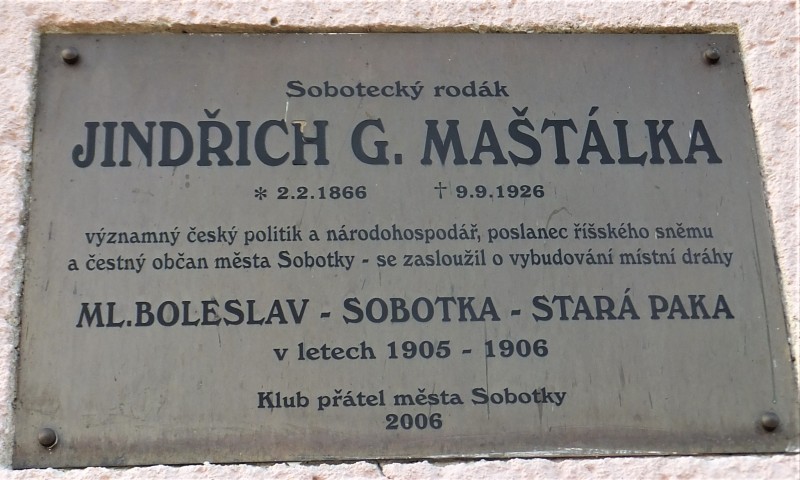 Sobotecký rodák
JINDŘICH G. MAŠTÁLKA
* 2.2.1866 † 9.9.1926
významný český politik a národohospodář, poslanec říšského sněmu
a čestný občan města Sobotky - se zasloužil o vybudování místní dráhy
ML.BOLESLAV - SOBOTKA - STARÁ PAKA
v letech 1905 - 1906
Klub přátel města Sobotky
2006